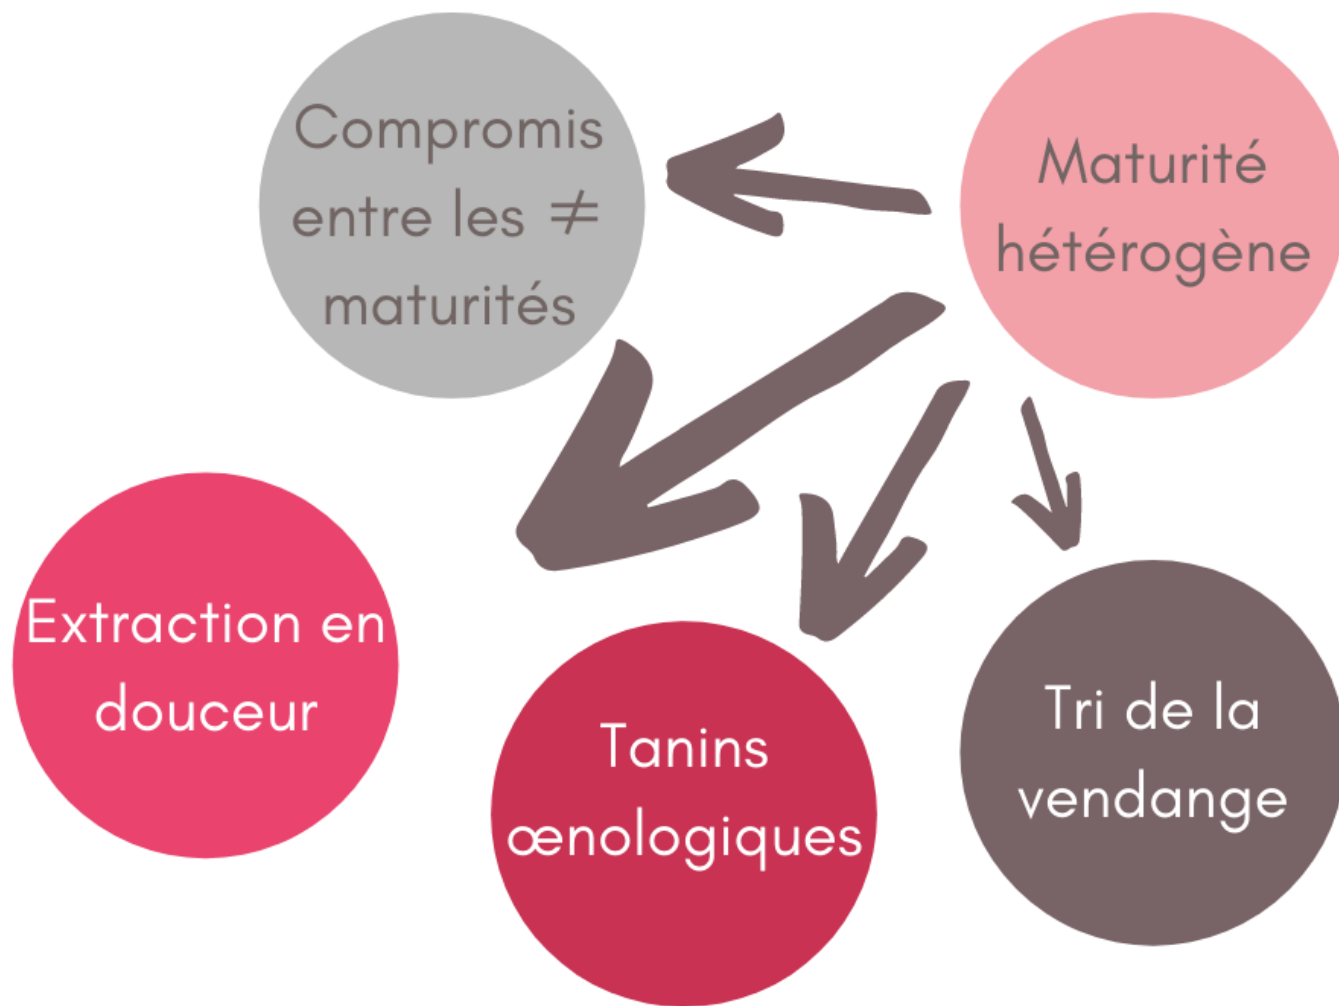 Compromis
entre les ≠
maturités
Maturité
hétérogène
Extraction en
douceur
Tanins
œnologiques
Tri de la
vendange